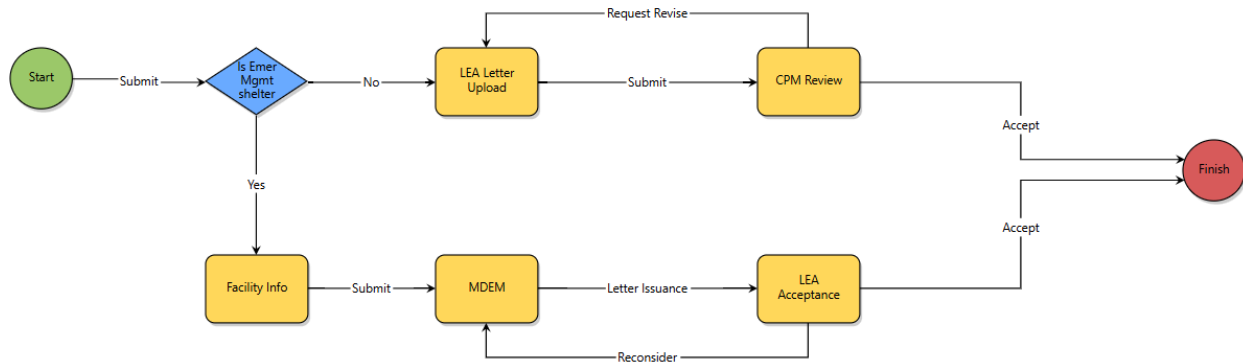 Request Revise
Start
Submit
Is Emer
Mgmt
shelter
No
LEA Letter
Upload
Submit
CPM Review
Accept
Finish
Yes
Accept
Facility Info
Submit
MDEM
Letter Issuance
LEA
Acceptance
Reconsider